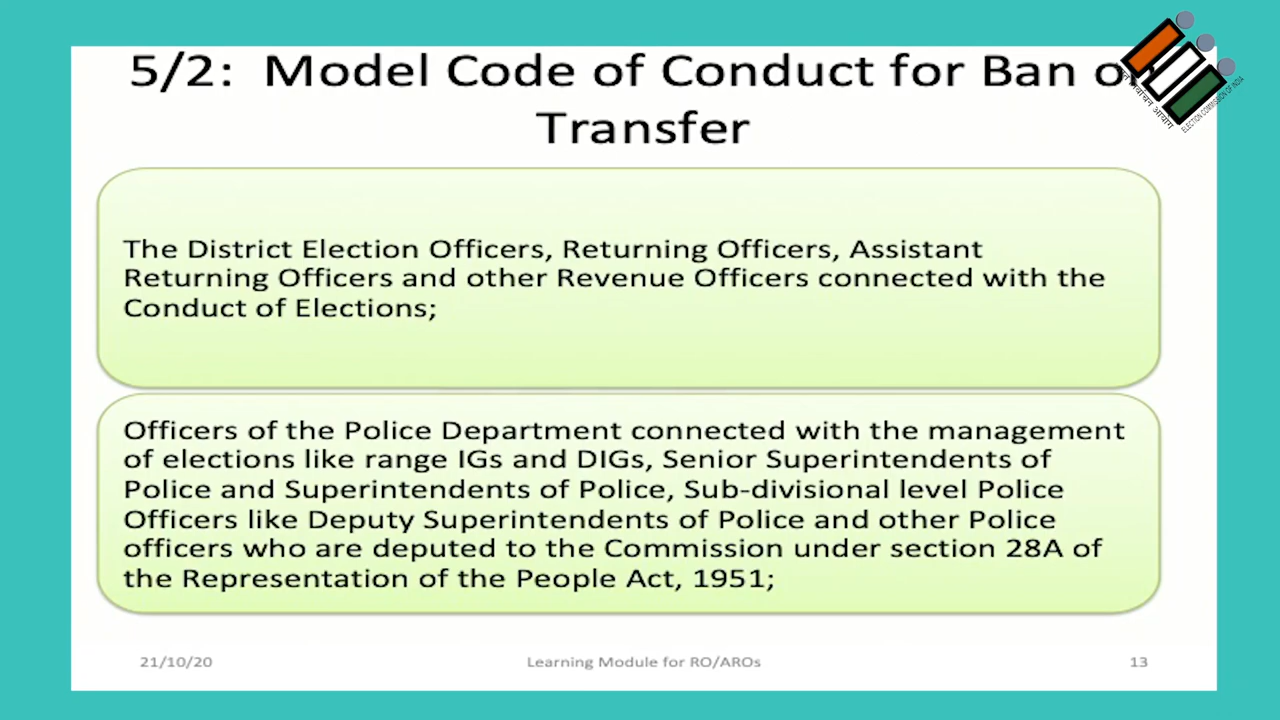 5/2:  Model Code of Conduct for Ban
Transfer
ELECTION COMMISSION OF INDIA
The District Election Officers, Returning Officers, Assistant
Returning Officers and other Revenue Officers connected with the
Conduct of Elections;
Officers of the Police Department connected with the management
of elections like range IGs and DIGs, Senior Superintendents of
Police and Superintendents of Police, Sub-divisional level Police
Officers like Deputy Superintendents of Police and other Police
officers who are deputed to the Commission under section 28A of
the Representation of the People Act, 1951;
21/10/20
Learning Module for RO/AROs
13